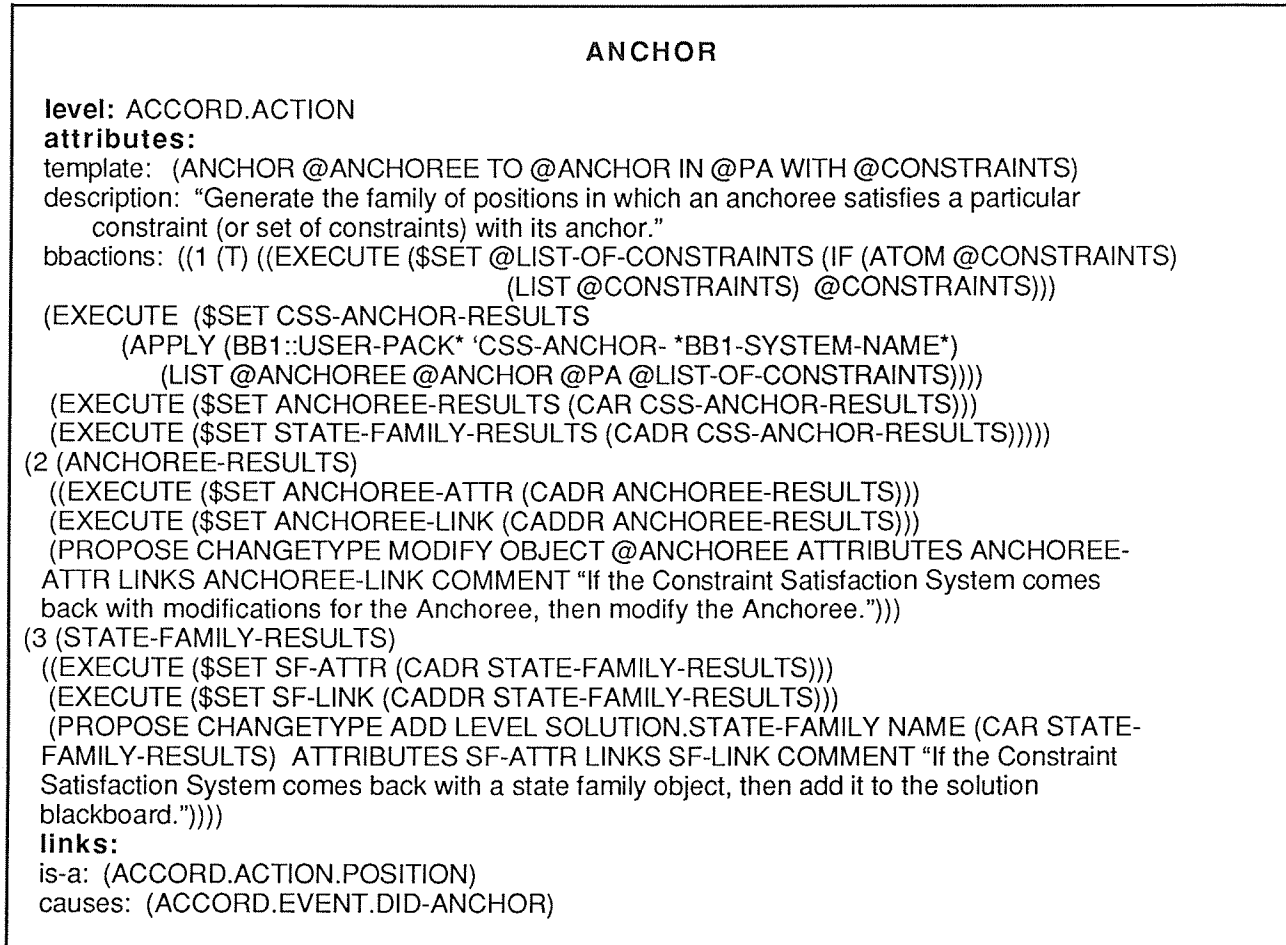 ANCHOR
level: ACCORD.ACTION
attributes:
template: (ANCHOR @ANCHOREE TO @ANCHOR IN @PA WITH @CONSTRAINTS)
description: “Generate the family of positions in which an anchoree satisfies a particular
constraint (or set of constraints) with its anchor.”
bbactions: ((1 (T) ((EXECUTE ($SET @LIST-OF-CONSTRAINTS (IF (ATOM @CONSTRAINTS)
(LIST @CONSTRAINTS) @CONSTRAINTS)))
(EXECUTE ($SET CSS-ANCHOR-RESULTS
(APPLY (BB1::USER-PACK* ‘CSS-ANCHOR- *BB1-SYSTEM-NAME*)
(LIST @ANCHOREE @ANCHOR @PA @LIST-OF-CONSTRAINTS))))
(EXECUTE ($SET ANCHOREE-RESULTS (CAR CSS-ANCHOR-RESULTS)))
(EXECUTE ($SET STATE-FAMILY-RESULTS (CADR CSS-ANCHOR-RESULTS)))))
(2 (ANCHOREE-RESULTS)
((EXECUTE ($SET ANCHOREE-ATTR (CADR ANCHOREE-RESULTS)))
(EXECUTE ($SET ANCHOREE-LINK (CADDR ANCHOREE-RESULTS)))
(PROPOSE CHANGETYPE MODIFY OBJECT @ANCHOREE ATTRIBUTES ANCHOREE-
ATTR LINKS ANCHOREE-LINK COMMENT “If the Constraint Satisfaction System comes
back with modifications for the Anchoree, then modify the Anchoree.”)))
(3 (STATE-FAMILY-RESULTS)
((EXECUTE ($SET SF-ATTR (CADR STATE-FAMILY-RESULTS)))
(EXECUTE ($SET SF-LINK (CADDR STATE-FAMILY-RESULTS)))
(PROPOSE CHANGETYPE ADD LEVEL SOLUTION.STATE-FAMILY NAME (CAR STATE-
FAMILY-RESULTS) ATTRIBUTES SF-ATTR LINKS SF-LINK COMMENT “If the Constraint
Satisfaction System comes back with a state family object, then add it to the solution
blackboard.”))))
links:
is-a: (ACCORD.ACTION.POSITION)
causes: (ACCORD.EVENT.DID-ANCHOR)